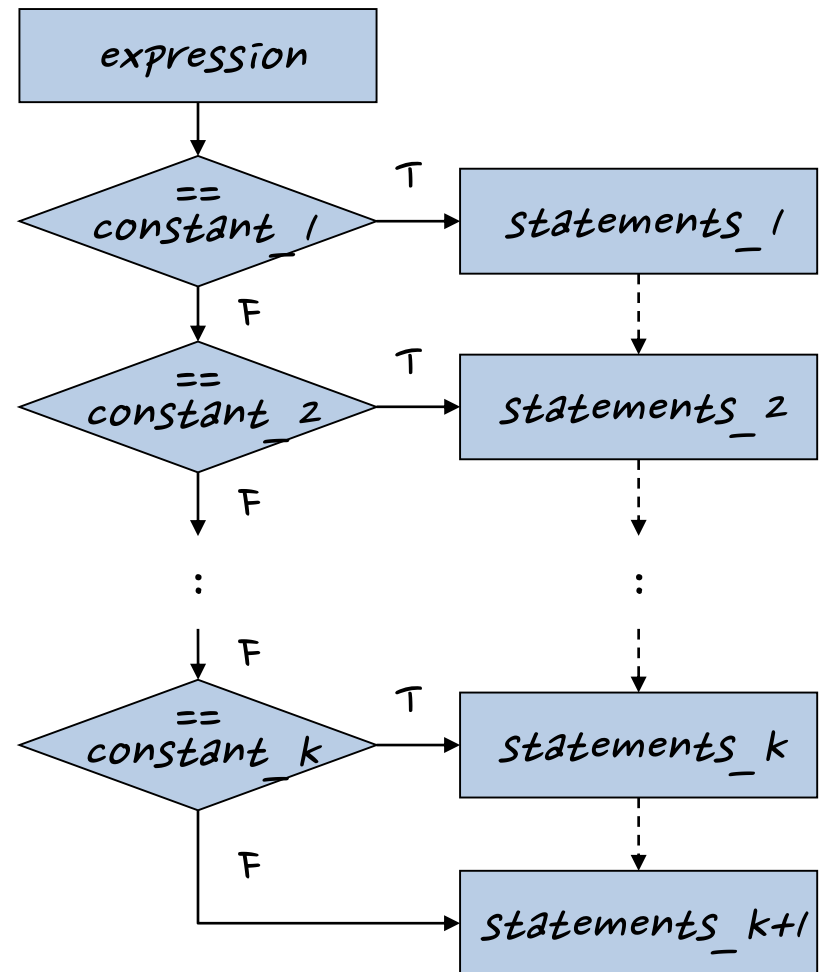 expression
==
constant_1
T
statements_1
F
==
constant_2
T
statements_2
F
:
:
F
==
constant_k
T
statements_k
F
statements_k+1